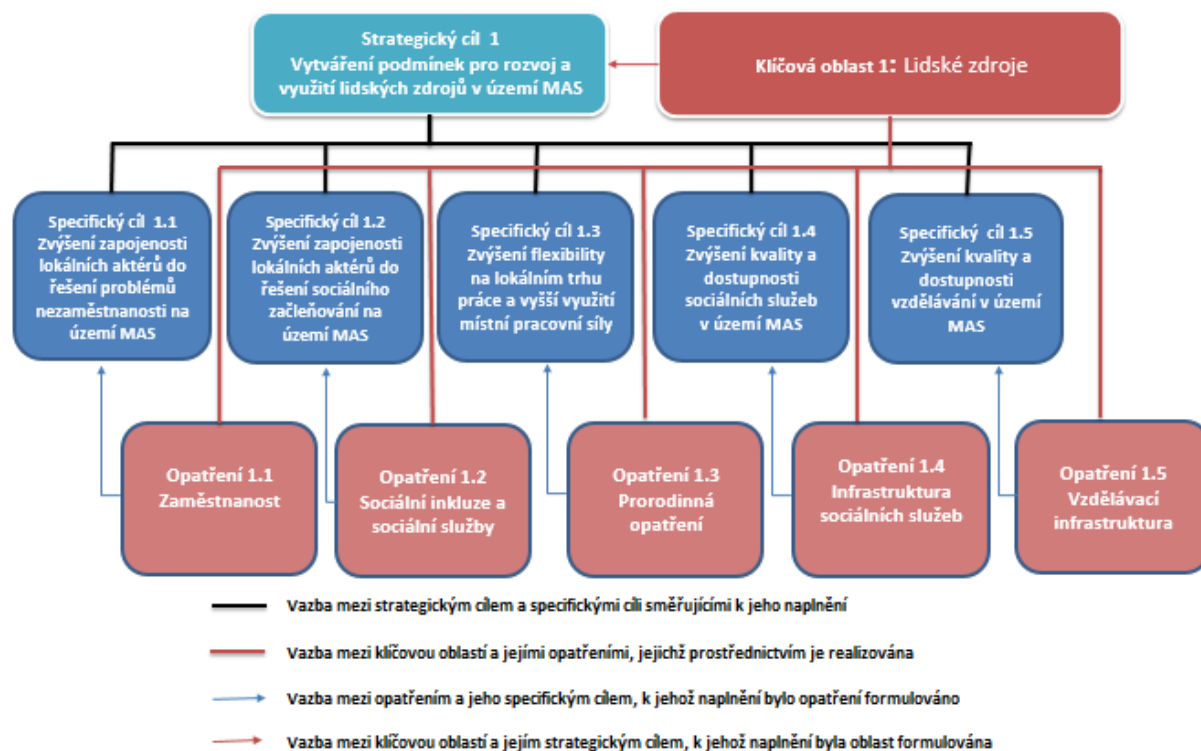 Strategický cíl 1
Vytváření podmínek pro rozvoj a
využití lidských zdrojů v území MAS
Klíčová oblast 1: Lidské zdroje
Specifický cíl 1.1
Zvýšení zapojenosti
lokálních aktérů do
řešení problémů
nezaměstnanosti na
území MAS
Specifický cíl 1.2
Zvýšení zapojenosti
lokálních aktérů do
řešení sociálního
začleňování na
území MAS
Specifický cíl 1.3
Zvýšení flexibility
na lokálním trhu
práce a vyšší využití
místní pracovní síly
Specifický cíl 1.4
Zvýšení kvality a
dostupnosti
sociálních služeb
v území MAS
Specifický cíl 1.5
Zvýšení kvality a
dostupnosti
vzdělávání v území
MAS
Opatření 1.1
Zaměstnanost
Opatření 1.2
Sociální inkluze a
sociální služby
Opatření 1.3
Prorodinná
opatření
Opatření 1.4
Infrastruktura
sociálních služeb
Opatření 1.5
Vzdělávací
infrastruktura
Vazba mezi strategickým cílem a specifickými cíli směřujícími k jeho naplnění
Vazba mezi klíčovou oblastí a jejími opatřeními, jejichž prostřednictvím je realizována
Vazba mezi opatřením a jeho specifickým cílem, k jehož naplnění bylo opatření formulováno
Vazba mezi klíčovou oblastí a jejím strategickým cílem, k jehož naplnění byla oblast formulována